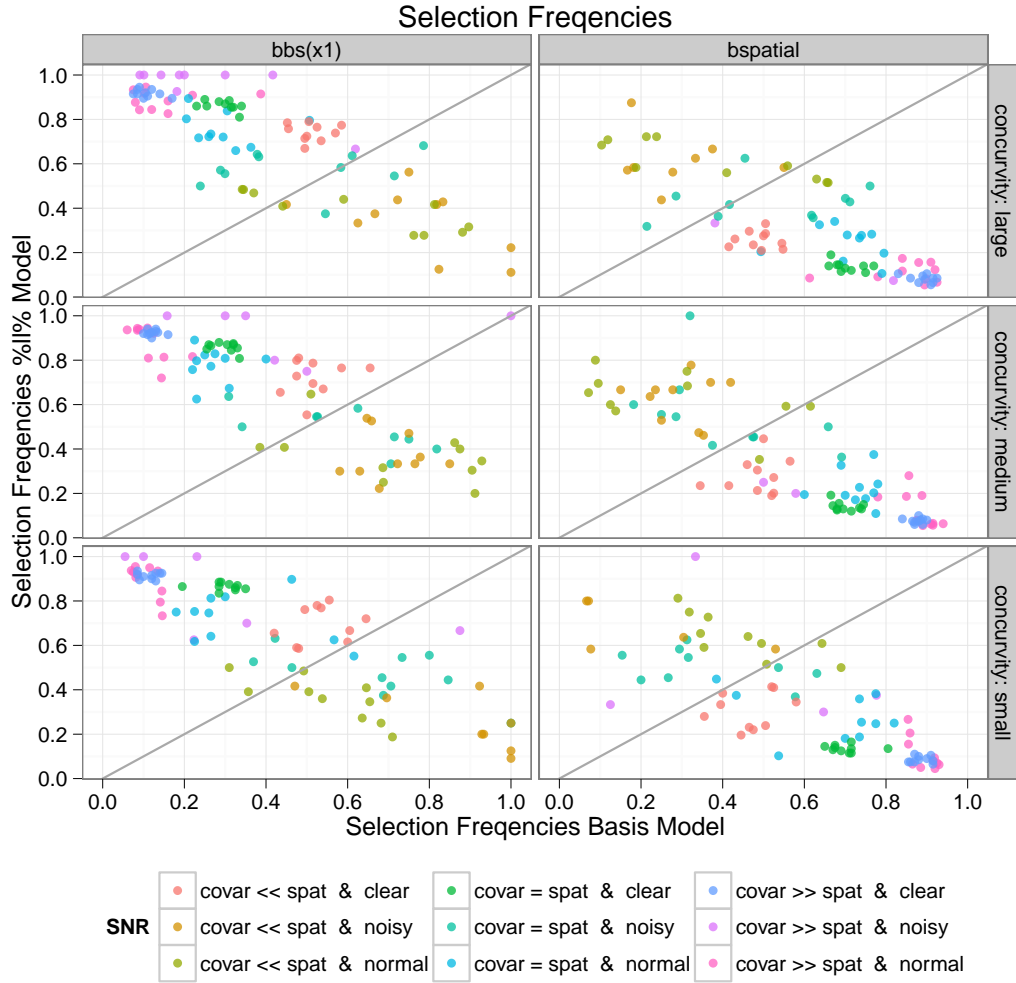 Selection Freqencies
bbs(x1)
bspatial
Selection Freqencies %II% Model
1.0
0.8
0.6
0.4
0.2
0.0
concurvity: large
1.0
0.8
0.6
0.4
0.2
0.0
concurvity: medium
1.0
0.8
0.6
0.4
0.2
0.0
concurvity: small
0.0 0.2 0.4 0.6 0.8 1.0
0.0 0.2 0.4 0.6 0.8 1.0
Selection Freqencies Basis Model
SNR
covar << spat & clear
covar = spat & clear
covar >> spat & clear
covar << spat & noisy
covar = spat & noisy
covar >> spat & noisy
covar << spat & normal
covar = spat & normal
covar >> spat & normal